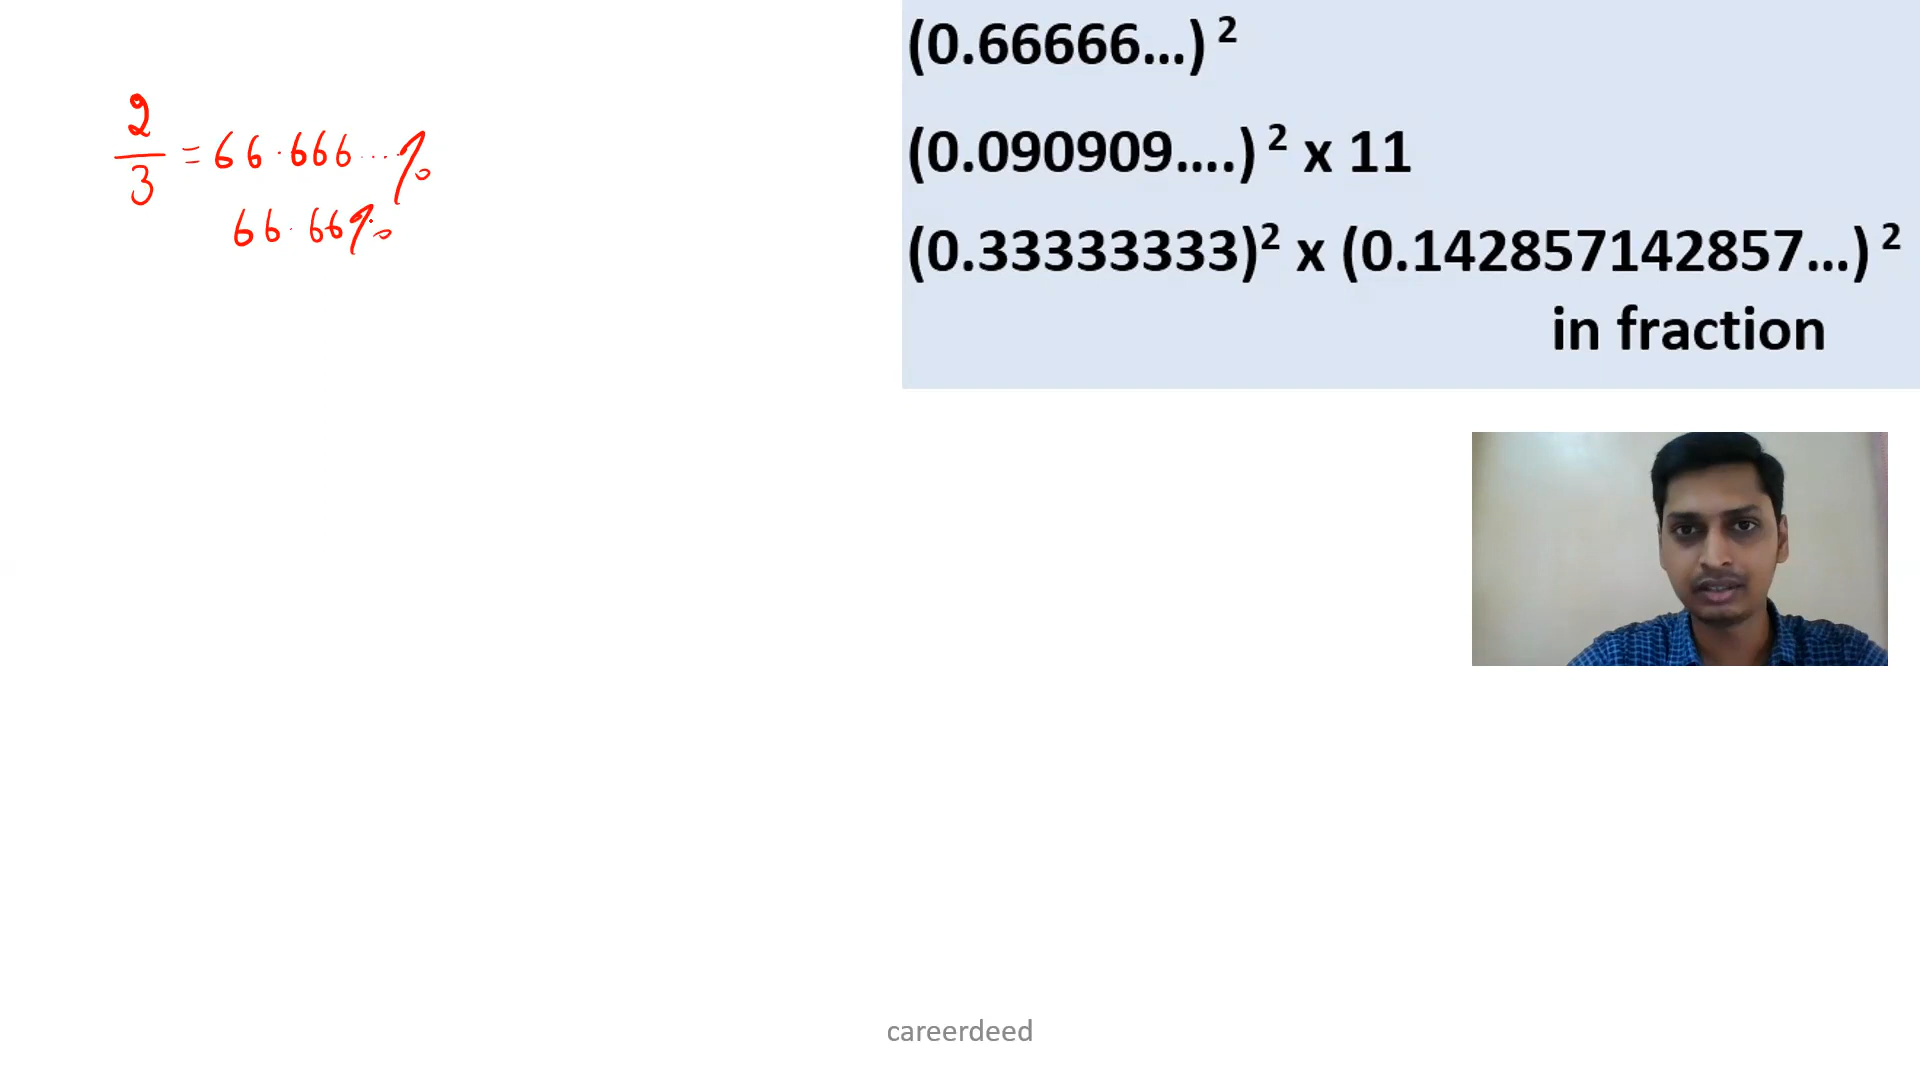 2/3 = 66.666...%
66.66%
(0.66666...)²
(0.090909....)² x 11
(0.33333333)² x (0.142857142857...)²
in fraction
careerdeed